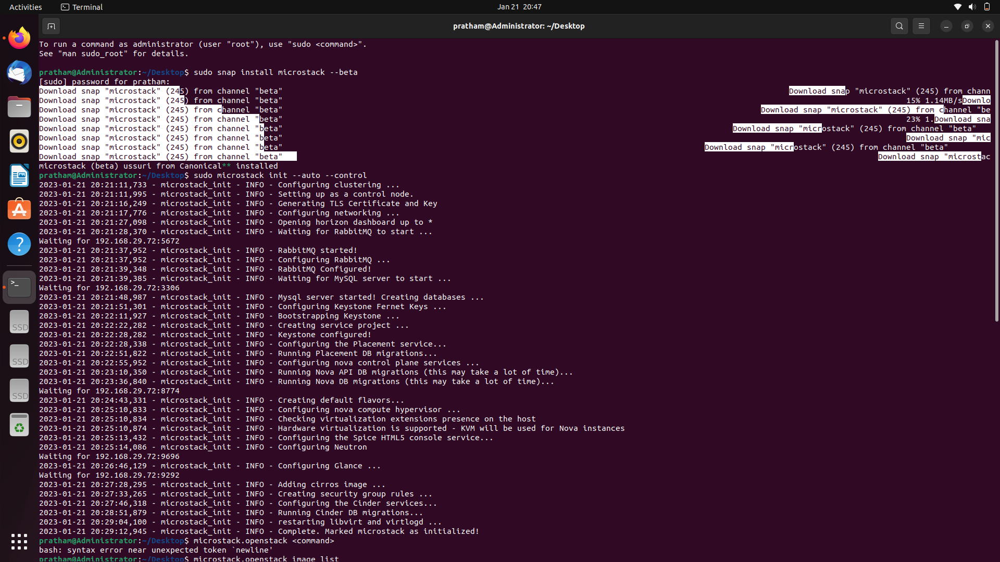 Activities
Terminal
Jan 21 20:47
pratham@Administrator: ~/Desktop
To run a command as administrator (user "root"), use "sudo <command>".
See "man sudo_root" for details.
pratham@Administrator:~/Desktop$ sudo snap install microstack --beta
[sudo] password for pratham:
Download snap "microstack" (245) from channel "beta" Download snap "microstack" (245) from chann
Download snap "microstack" (245) from channel "beta" 15% 1.14MB/sDownlo
Download snap "microstack" (245) from channel "beta" Download snap "microstack" (245) from channel "be
Download snap "microstack" (245) from channel "beta" 23% 1.Download sna
Download snap "microstack" (245) from channel "beta" Download snap "microstack" (245) from channel "beta"
Download snap "microstack" (245) from channel "beta" Download snap "mic
Download snap "microstack" (245) from channel "beta" Download snap "microstack" (245) from channel "beta"
Download snap "microstack" (245) from channel "beta" Download snap "microstac
microstack (beta) ussuri from Canonical** installed
pratham@Administrator:~/Desktop$ sudo microstack init --auto --control
2023-01-21 20:21:11,733 - microstack_init - INFO - Configuring clustering ...
2023-01-21 20:21:11,995 - microstack_init - INFO - Setting up as a control node.
2023-01-21 20:21:16,249 - microstack_init - INFO - Generating TLS Certificate and Key
2023-01-21 20:21:17,776 - microstack_init - INFO - Configuring networking ...
2023-01-21 20:21:27,098 - microstack_init - INFO - Opening horizon dashboard up to *
2023-01-21 20:21:28,370 - microstack_init - INFO - Waiting for RabbitMQ to start ...
Waiting for 192.168.29.72:5672
2023-01-21 20:21:37,952 - microstack_init - INFO - RabbitMQ started!
2023-01-21 20:21:37,952 - microstack_init - INFO - Configuring RabbitMQ ...
2023-01-21 20:21:39,348 - microstack_init - INFO - RabbitMQ Configured!
2023-01-21 20:21:39,385 - microstack_init - INFO - Waiting for MySQL server to start ...
Waiting for 192.168.29.72:3306
2023-01-21 20:21:48,987 - microstack_init - INFO - Mysql server started! Creating databases ...
2023-01-21 20:21:51,301 - microstack_init - INFO - Configuring Keystone Fernet Keys ...
2023-01-21 20:22:11,927 - microstack_init - INFO - Bootstrapping Keystone ...
2023-01-21 20:22:22,282 - microstack_init - INFO - Creating service project ...
2023-01-21 20:22:28,282 - microstack_init - INFO - Keystone configured!
2023-01-21 20:22:28,338 - microstack_init - INFO - Configuring the Placement service...
2023-01-21 20:22:51,822 - microstack_init - INFO - Running Placement DB migrations...
2023-01-21 20:22:55,952 - microstack_init - INFO - Configuring nova control plane services ...
2023-01-21 20:23:10,350 - microstack_init - INFO - Running Nova API DB migrations (this may take a lot of time)...
2023-01-21 20:23:36,840 - microstack_init - INFO - Running Nova DB migrations (this may take a lot of time)...
Waiting for 192.168.29.72:8774
2023-01-21 20:24:43,331 - microstack_init - INFO - Creating default flavors...
2023-01-21 20:25:10,833 - microstack_init - INFO - Configuring nova compute hypervisor ...
2023-01-21 20:25:10,834 - microstack_init - INFO - Checking virtualization extensions presence on the host
2023-01-21 20:25:10,874 - microstack_init - INFO - Hardware virtualization is supported - KVM will be used for Nova instances
2023-01-21 20:25:13,432 - microstack_init - INFO - Configuring the Spice HTML5 console service...
2023-01-21 20:25:14,086 - microstack_init - INFO - Configuring Neutron
Waiting for 192.168.29.72:9696
2023-01-21 20:26:46,129 - microstack_init - INFO - Configuring Glance ...
Waiting for 192.168.29.72:9292
2023-01-21 20:27:28,295 - microstack_init - INFO - Adding cirros image ...
2023-01-21 20:27:33,265 - microstack_init - INFO - Creating security group rules ...
2023-01-21 20:27:46,318 - microstack_init - INFO - Configuring the Cinder services...
2023-01-21 20:28:51,879 - microstack_init - INFO - Running Cinder DB migrations...
2023-01-21 20:29:04,100 - microstack_init - INFO - restarting libvirt and virtlogd ...
2023-01-21 20:29:12,945 - microstack_init - INFO - Complete. Marked microstack as initialized!
pratham@Administrator:~/Desktop$ microstack.openstack <command>
bash: syntax error near unexpected token `newline'
pratham@Administrator:~/Desktop$ microstack.openstack image list
SSD
SSD
SSD